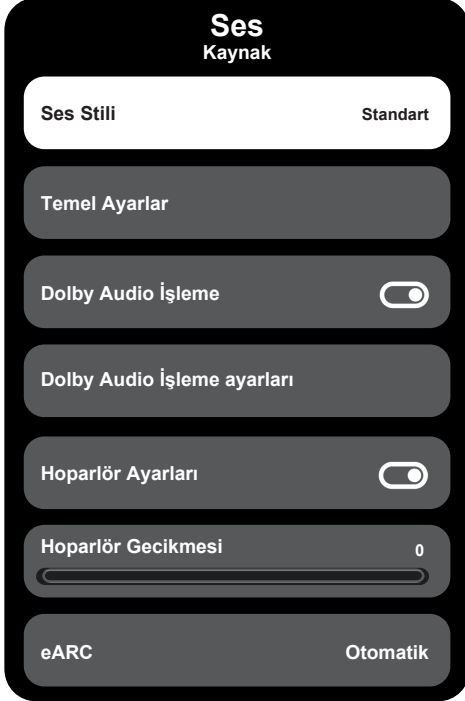 Ses
Kaynak
Ses Stili Standart
Temel Ayarlar
Dolby Audio İşleme
Dolby Audio İşleme ayarları
Hoparlör Ayarları
Hoparlör Gecikmesi 0
eARC Otomatik